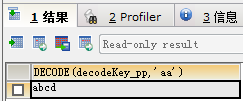 1 结果 2 Profiler 3 信息
Read-only result
DECODE(decodeKey_pp,'aa')
abcd